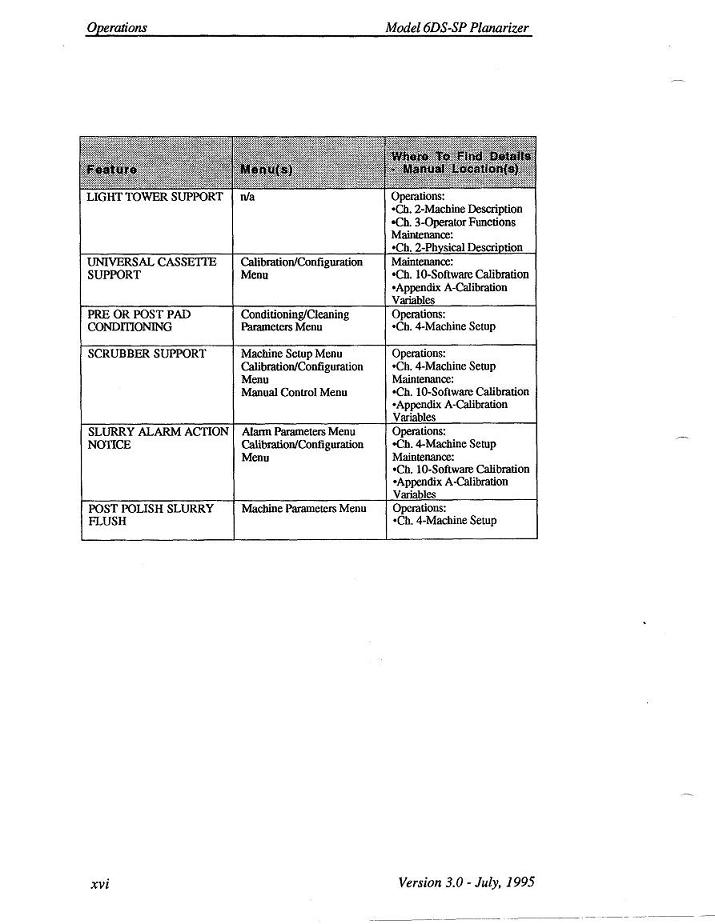 Operations Model 6DS-SP Planarizer
Feature
Menu(s)
Where To Find Details
- Manual Location(s)
LIGHT TOWER SUPPORT
n/a
Operations:
•Ch. 2-Machine Description
•Ch. 3-Operator Functions
Maintenance:
•Ch. 2-Physical Description
UNIVERSAL CASSETTE
SUPPORT
Calibration/Configuration
Menu
Maintenance:
•Ch. 10-Software Calibration
•Appendix A-Calibration
Variables
PRE OR POST PAD
CONDITIONING
Conditioning/Cleaning
Parameters Menu
Operations:
•Ch. 4-Machine Setup
SCRUBBER SUPPORT
Machine Setup Menu
Calibration/Configuration
Menu
Manual Control Menu
Operations:
•Ch. 4-Machine Setup
Maintenance:
•Ch. 10-Software Calibration
•Appendix A-Calibration
Variables
SLURRY ALARM ACTION
NOTICE
Alarm Parameters Menu
Calibration/Configuration
Menu
Operations:
•Ch. 4-Machine Setup
Maintenance:
•Ch. 10-Software Calibration
•Appendix A-Calibration
Variables
POST POLISH SLURRY
FLUSH
Machine Parameters Menu
Operations:
•Ch. 4-Machine Setup
xvi Version 3.0 - July, 1995